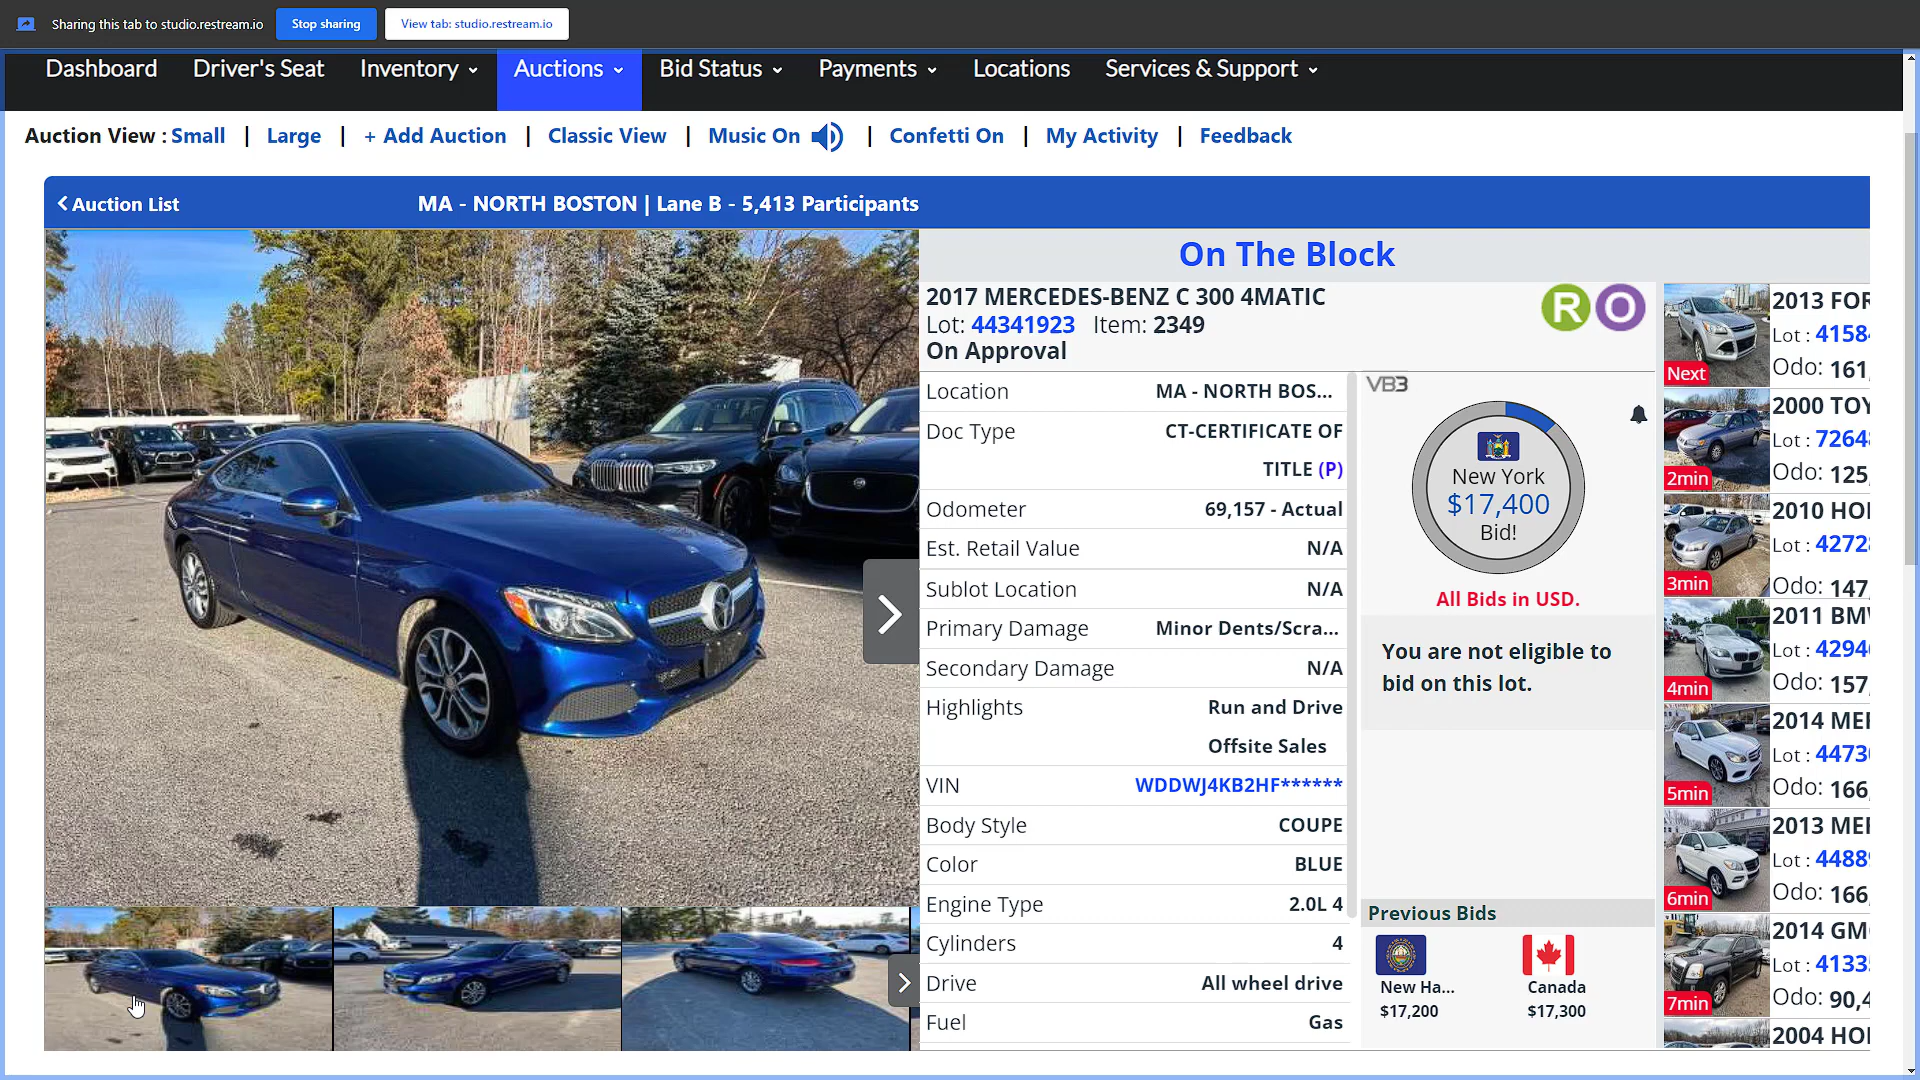 Sharing this tab to studio.restream.io
Stop sharing
View tab: studio.restream.io
Dashboard
Driver's Seat
Inventory
Auctions
Bid Status
Payments
Locations
Services & Support
Auction View : Small | Large | + Add Auction | Classic View | Music On | Confetti On | My Activity | Feedback
Auction List
MA - NORTH BOSTON | Lane B - 5,413 Participants
On The Block
2017 MERCEDES-BENZ C 300 4MATIC
Lot: 44341923 Item: 2349
On Approval
R O
Location MA - NORTH BOS...
Doc Type CT-CERTIFICATE OF
TITLE (P)
Odometer 69,157 - Actual
Est. Retail Value N/A
Sublot Location N/A
Primary Damage Minor Dents/Scra...
Secondary Damage N/A
Highlights Run and Drive
Offsite Sales
VIN WDDWJ4KB2HF******
Body Style COUPE
Color BLUE
Engine Type 2.0L 4
Cylinders 4
Drive All wheel drive
Fuel Gas
VB3
New York
$17,400
Bid!
All Bids in USD.
You are not eligible to
bid on this lot.
Previous Bids
New Ha...
$17,200
Canada
$17,300
2013 FOR
Lot : 4158
Odo: 161,
Next
2000 TOY
Lot : 7264
Odo: 125,
2min
2010 HO
Lot : 4272
Odo: 147,
3min
2011 BM
Lot : 4294
Odo: 157,
4min
2014 MER
Lot : 4473
Odo: 166,
5min
2013 MER
Lot : 4488
Odo: 166,
6min
2014 GM
Lot : 4133
Odo: 90,4
7min
2004 HO